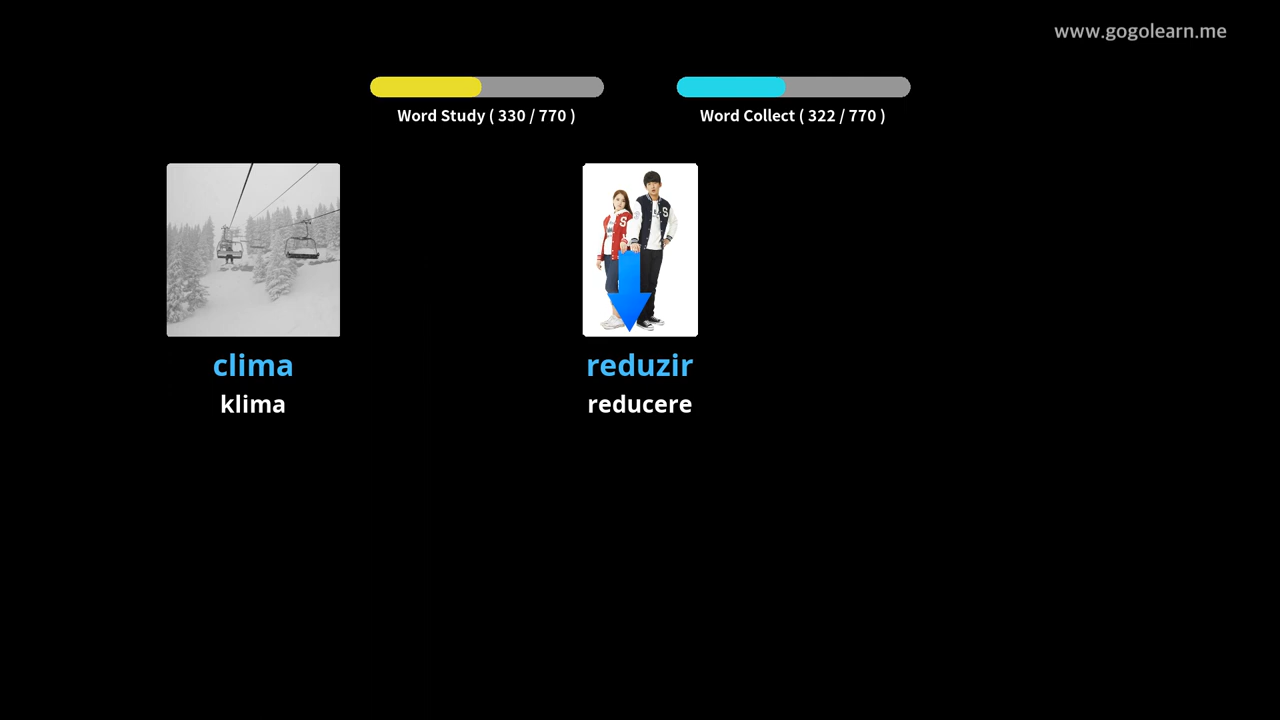 www.gogolearn.me
Word Study ( 330 / 770 )
Word Collect ( 322 / 770 )
S
S
clima
klima
reduzir
reducere